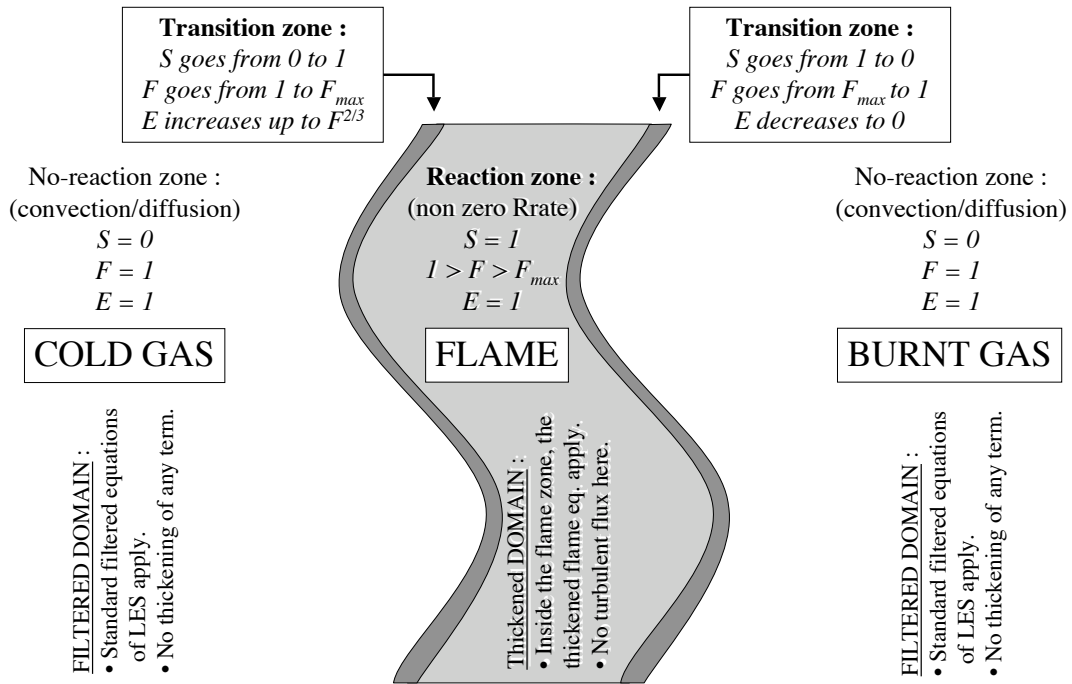 Transition zone :
S goes from 0 to 1
F goes from 1 to Fmax
E increases up to F^2/3
Transition zone :
S goes from 1 to 0
F goes from Fmax to 1
E decreases to 0
No-reaction zone :
(convection/diffusion)
S = 0
F = 1
E = 1
COLD GAS
Reaction zone :
(non zero Rrate)
S = 1
1 > F > Fmax
E = 1
FLAME
No-reaction zone :
(convection/diffusion)
S = 0
F = 1
E = 1
BURNT GAS
FILTERED DOMAIN :
• Standard filtered equations
of LES apply.
• No thickening of any term.
Thickened DOMAIN :
• Inside the flame zone, the
thickened flame eq. apply.
• No turbulent flux here.
FILTERED DOMAIN :
• Standard filtered equations
of LES apply.
• No thickening of any term.